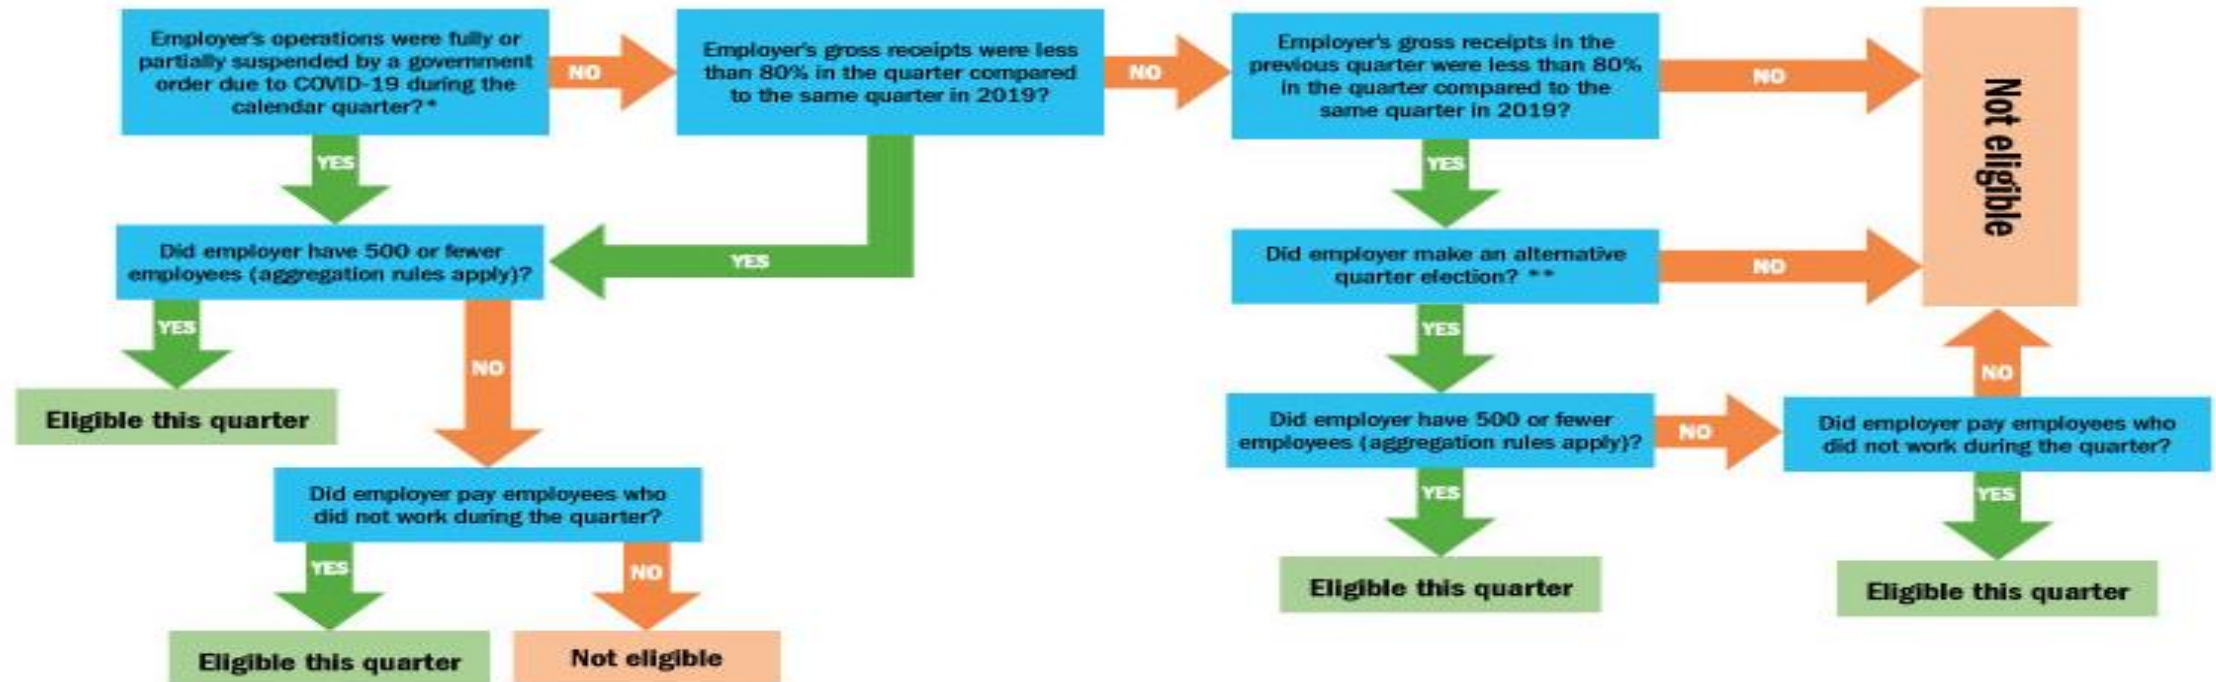 Employer's operations were fully or
partially suspended by a government
order due to COVID-19 during the
calendar quarter?*
NO
Employer's gross receipts were less
than 80% in the quarter compared
to the same quarter in 2019?
NO
Employer's gross receipts in the
previous quarter were less than 80%
in the quarter compared to the
same quarter in 2019?
NO
Not eligible
YES
YES
YES
Did employer have 500 or fewer
employees (aggregation rules apply)?
Did employer make an alternative
quarter election? **
NO
YES
NO
YES
NO
Eligible this quarter
Did employer have 500 or fewer
employees (aggregation rules apply)?
NO
Did employer pay employees who
did not work during the quarter?
Did employer pay employees who
did not work during the quarter?
YES
YES
YES
NO
Eligible this quarter
Eligible this quarter
Eligible this quarter
Not eligible